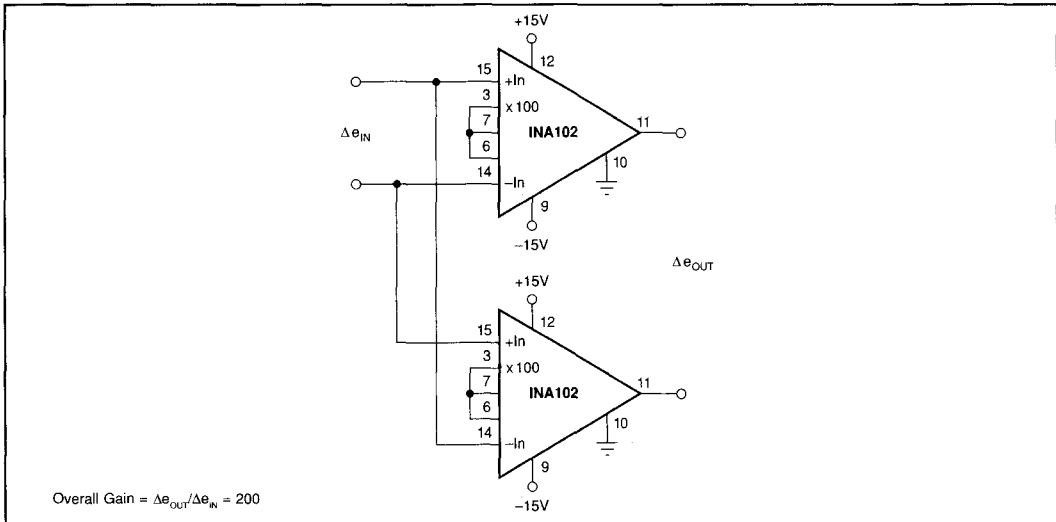 +15V
12
15
+In
3
x100
7
INA102
11
6
10
14
–In
9
–15V
Δe_IN
Δe_OUT
+15V
12
15
+In
3
x100
7
INA102
11
6
10
14
–In
9
–15V
Overall Gain = Δe_OUT/Δe_IN = 200